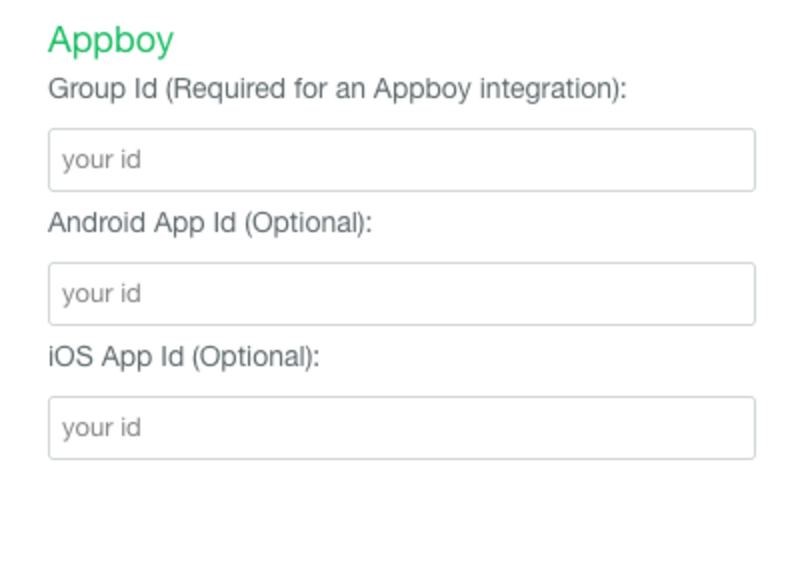 Appboy
Group Id (Required for an Appboy integration):
your id
Android App Id (Optional):
your id
iOS App Id (Optional):
your id